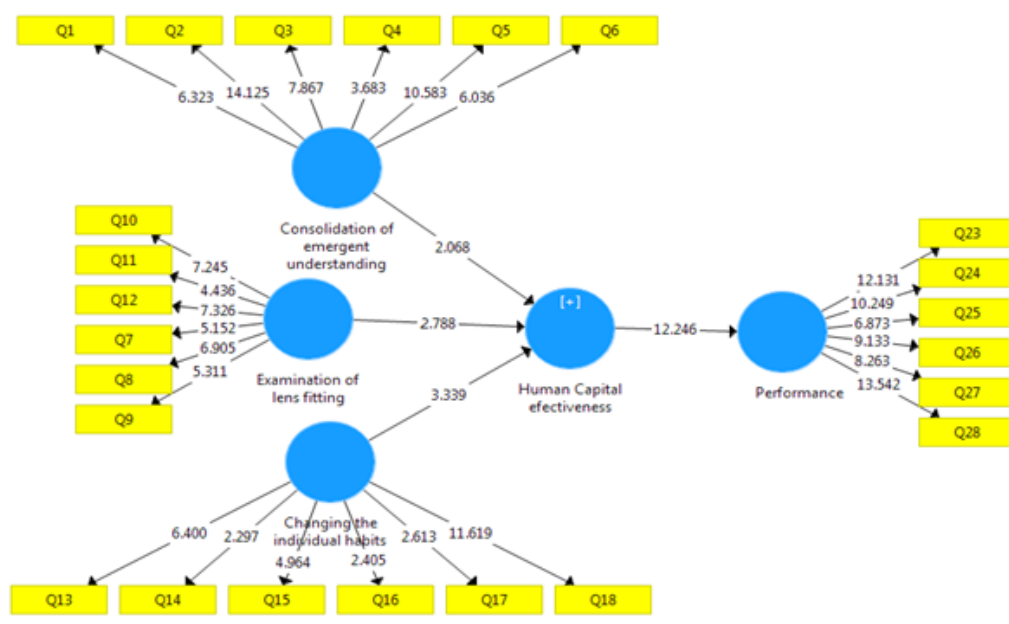 Q1 Q2 Q3 Q4 Q5 Q6
6.323 14.125 7.867 3.683 10.583 6.036
Consolidation of
emergent
understanding
2.068
Q10
Q11
Q12
Q7
Q8
Q9
7.245
4.436
7.326
5.152
6.905
5.311
Examination of
lens fitting
2.788
[+]
Human Capital
efectiveness
12.246
Performance
Q23
Q24
Q25
Q26
Q27
Q28
12.131
10.249
6.873
9.133
8.263
13.542
3.339
Changing the
individual habits
6.400 2.297 4.964 2.405 2.613 11.619
Q13 Q14 Q15 Q16 Q17 Q18